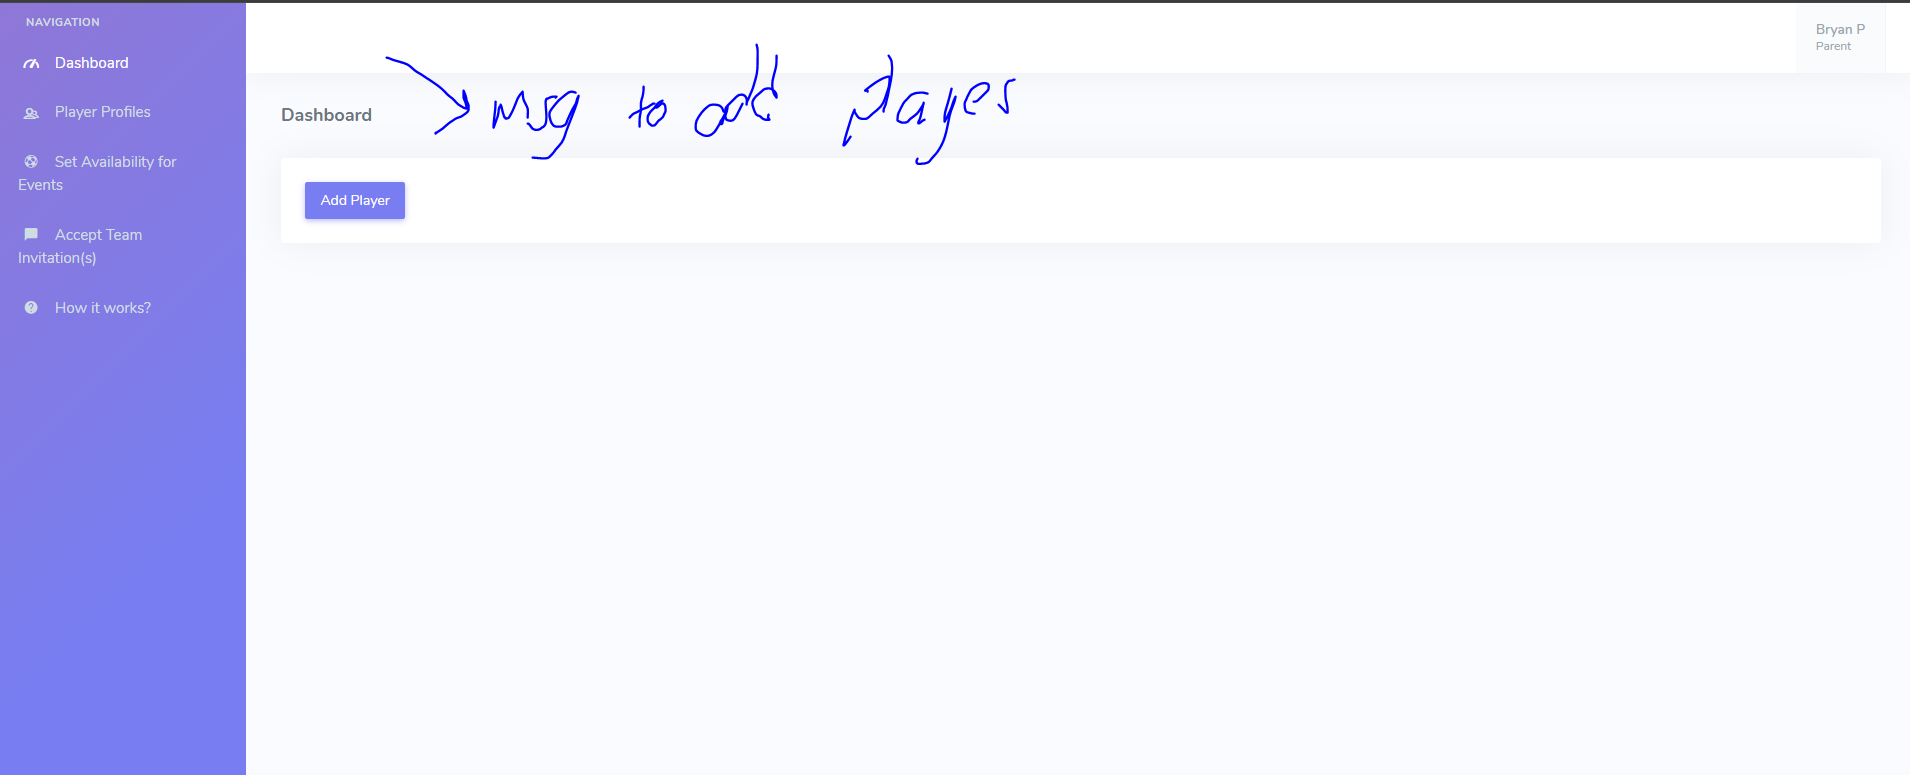 NAVIGATION
Dashboard
Player Profiles
Set Availability for
Events
Accept Team
Invitation(s)
How it works?
Bryan P
Parent
msg to add Player
Dashboard
Add Player